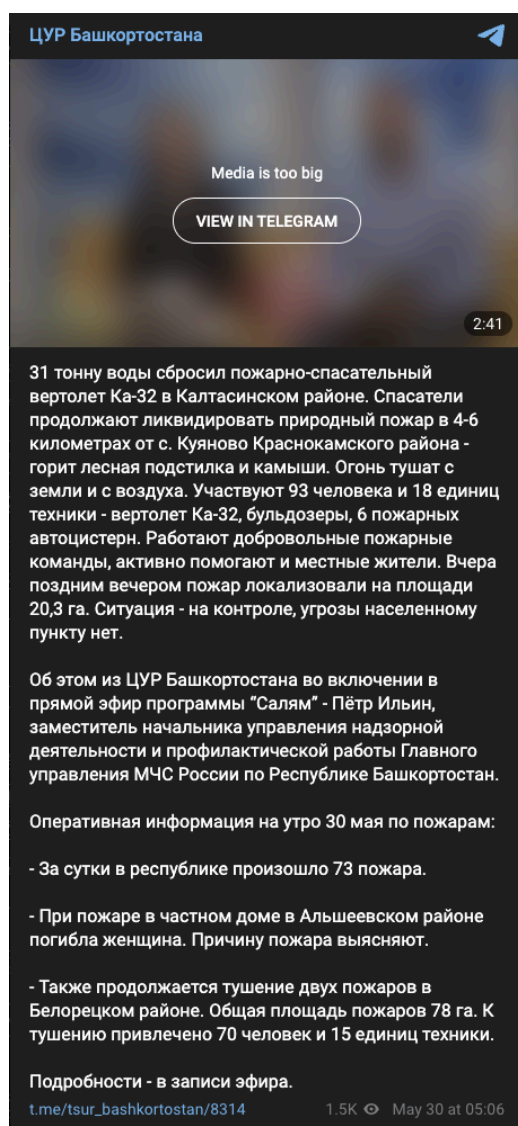 ЦУР Башкортостана
Media is too big
VIEW IN TELEGRAM
2:41
31 тонну воды сбросил пожарно-спасательный
вертолет Ка-32 в Калтасинском районе. Спасатели
продолжают ликвидировать природный пожар в 4-6
километрах от с. Куяново Краснокамского района -
горит лесная подстилка и камыши. Огонь тушат с
земли и с воздуха. Участвуют 93 человека и 18 единиц
техники - вертолет Ка-32, бульдозеры, 6 пожарных
автоцистерн. Работают добровольные пожарные
команды, активно помогают и местные жители. Вчера
поздним вечером пожар локализовали на площади
20,3 га. Ситуация - на контроле, угрозы населенному
пункту нет.
Об этом из ЦУР Башкортостана во включении в
прямой эфир программы “Салям” - Пётр Ильин,
заместитель начальника управления надзорной
деятельности и профилактической работы Главного
управления МЧС России по Республике Башкортостан.
Оперативная информация на утро 30 мая по пожарам:
- За сутки в республике произошло 73 пожара.
- При пожаре в частном доме в Альшеевском районе
погибла женщина. Причину пожара выясняют.
- Также продолжается тушение двух пожаров в
Белорецком районе. Общая площадь пожаров 78 га. К
тушению привлечено 70 человек и 15 единиц техники.
Подробности - в записи эфира.
t.me/tsur_bashkortostan/8314 1.5K May 30 at 05:06